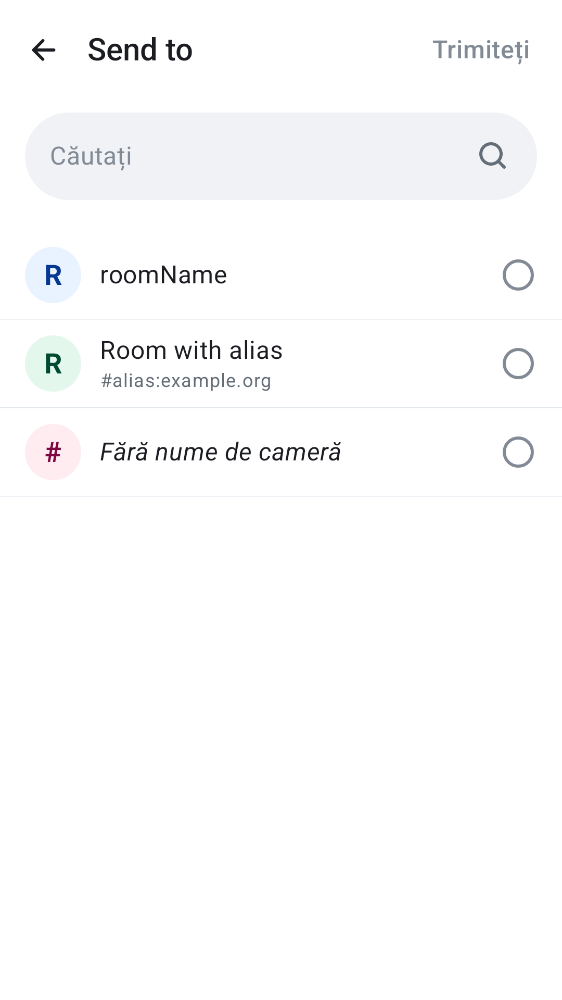 Send to
Trimiteți
Căutați
R
roomName
R
Room with alias
#alias:example.org
#
Fără nume de cameră